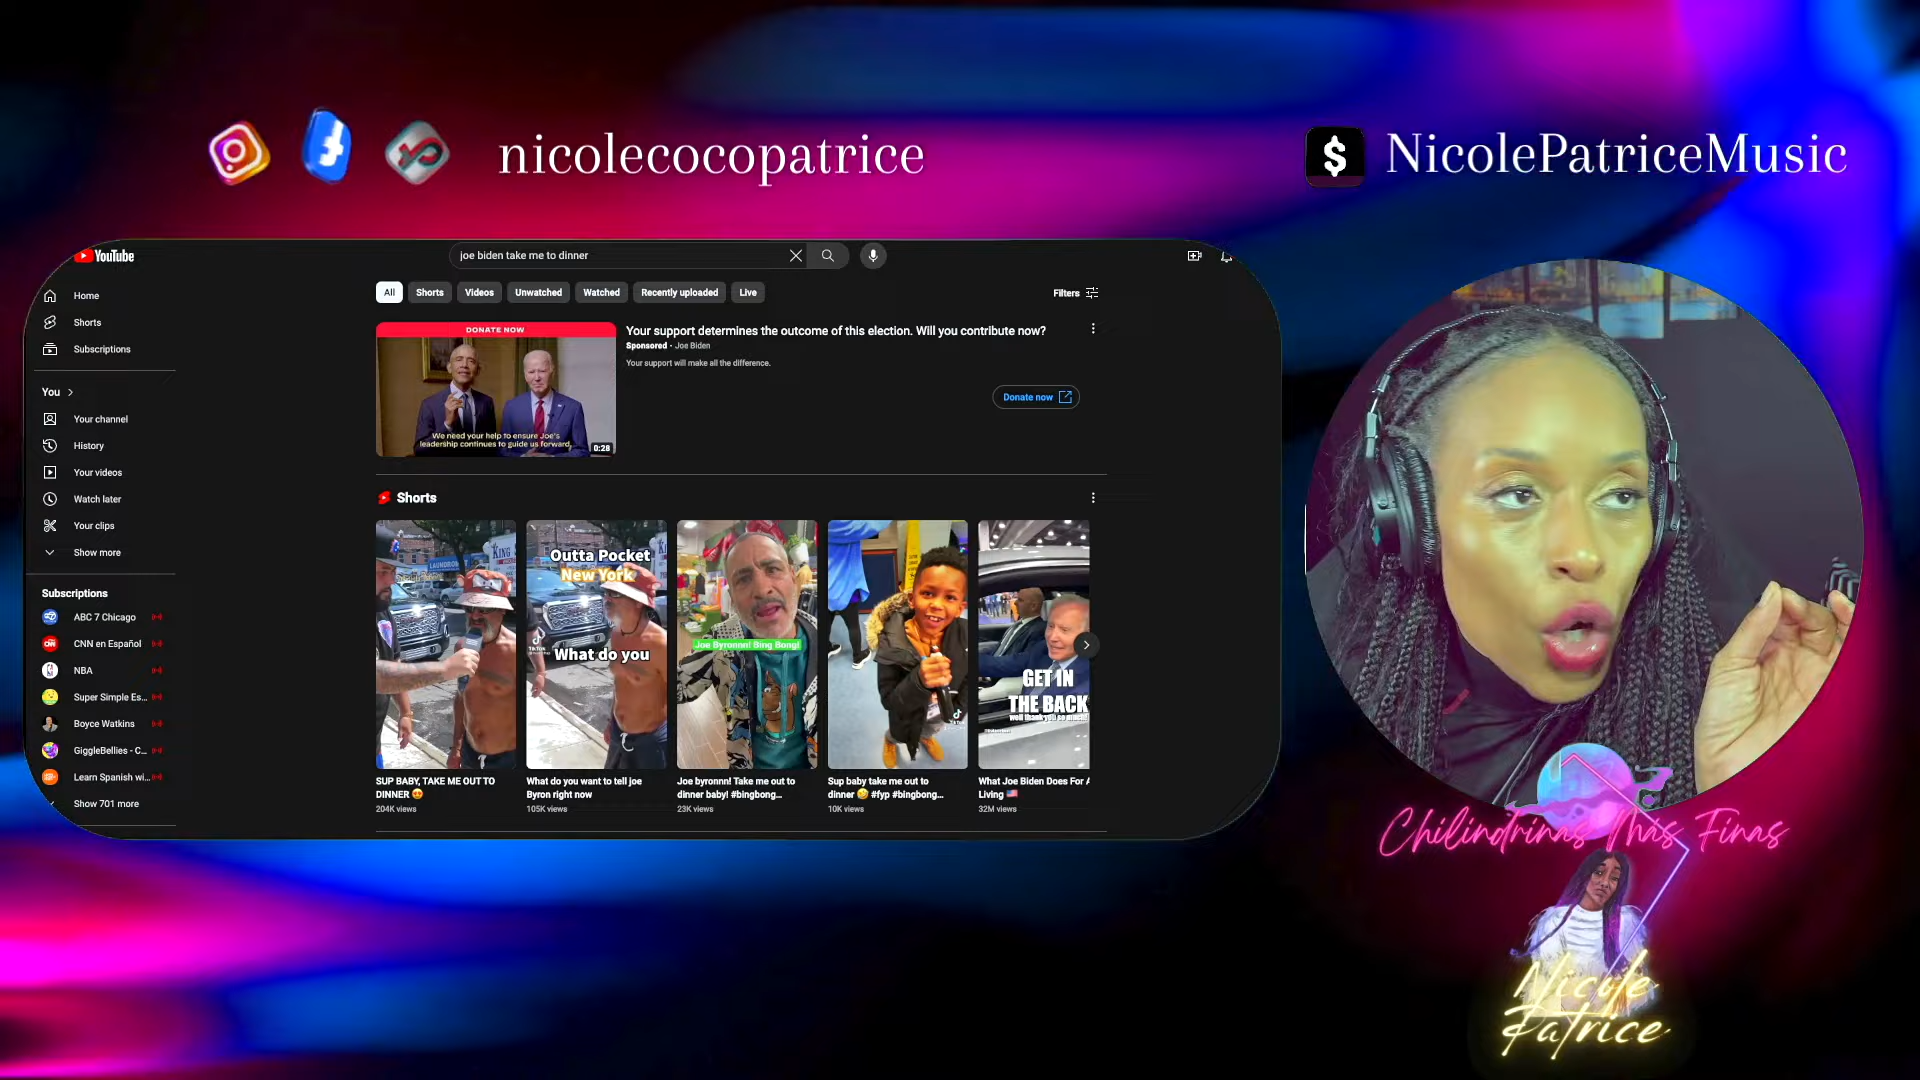 nicolecocopatrice
$ NicolePatriceMusic
YouTube
joe biden take me to dinner
All Shorts Videos Unwatched Watched Recently uploaded Live
Filters
Home
Shorts
Subscriptions
You
Your channel
History
Your videos
Watch later
Your clips
Show more
Subscriptions
ABC 7 Chicago
CNN en Español
NBA
Super Simple Es...
Boyce Watkins
GiggleBellies - C...
Learn Spanish wi...
Show 701 more
DONATE NOW
We need your help to ensure Joe's
leadership continues to guide us forward.
0:28
Your support determines the outcome of this election. Will you contribute now?
Sponsored · Joe Biden
Your support will make all the difference.
Donate now
Shorts
Outta Pocket
New York
What do you
Joe Byronnn! Bing Bong!
GET IN
THE BACK
well thank you so much!
SUP BABY, TAKE ME OUT TO
DINNER 😍
204K views
What do you want to tell joe
Byron right now
105K views
Joe byronnn! Take me out to
dinner baby! #bingbong...
23K views
Sup baby take me out to
dinner 🤣 #fyp #bingbong...
10K views
What Joe Biden Does For A
Living 🇺🇸
32M views
Chilindrinas Más Finas
Nicole
Patrice